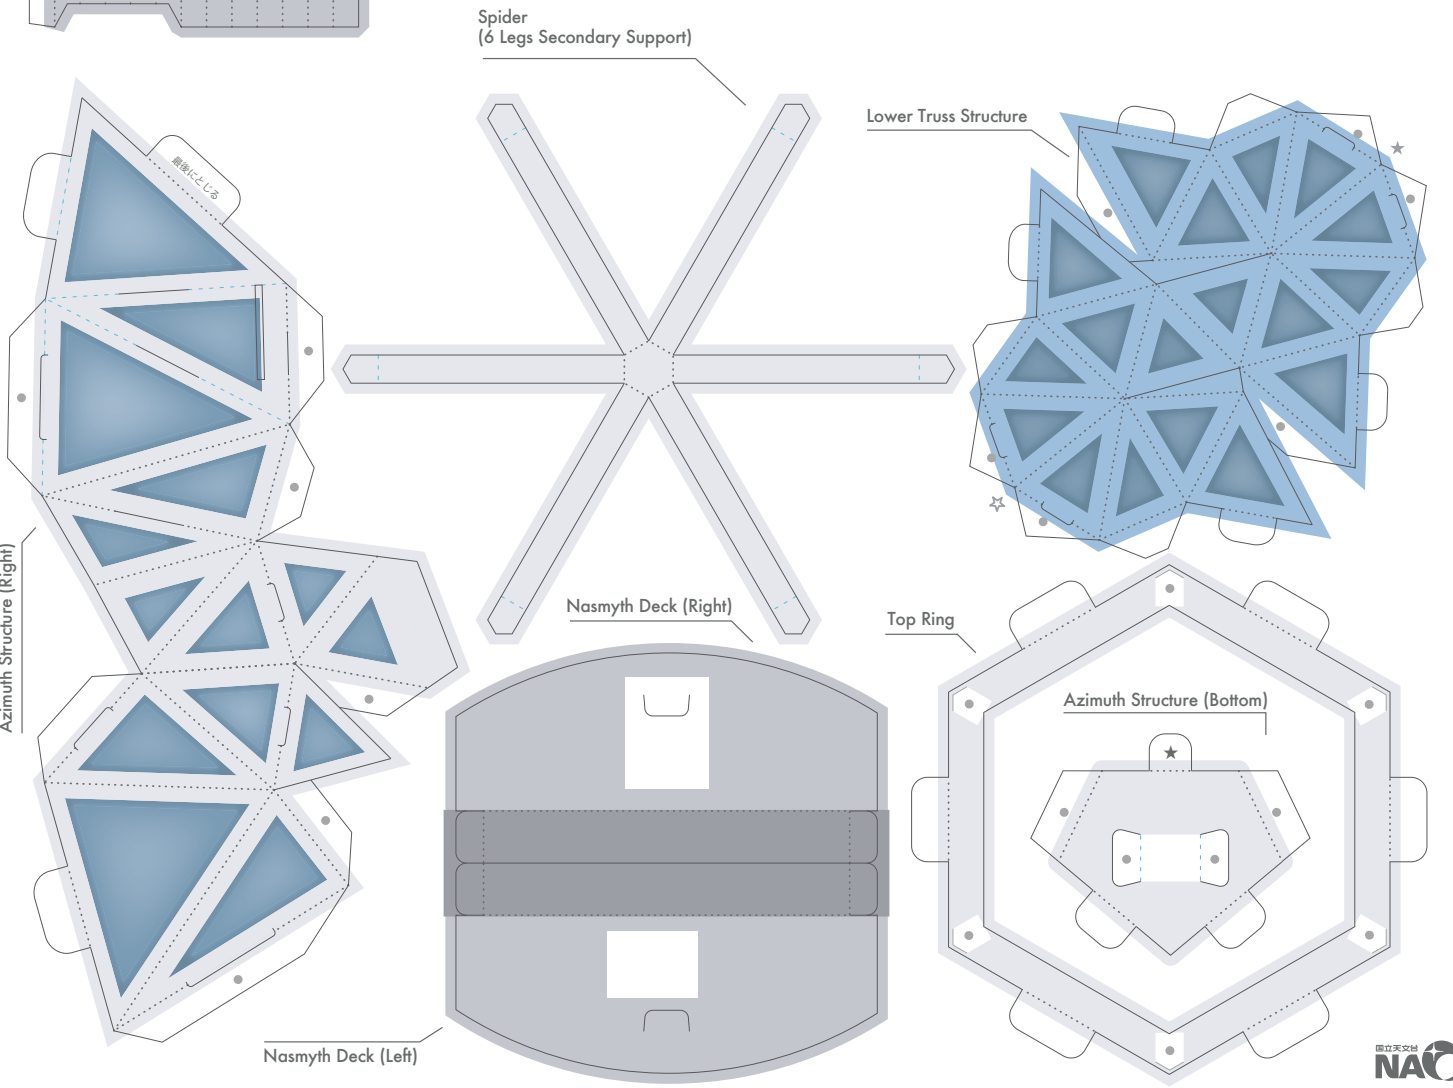 Spider
(6 Legs Secondary Support)
Lower Truss Structure
最後にとじる
Azimuth Structure (Right)
Nasmyth Deck (Right)
Top Ring
Azimuth Structure (Bottom)
Nasmyth Deck (Left)
国立天文台
NAO